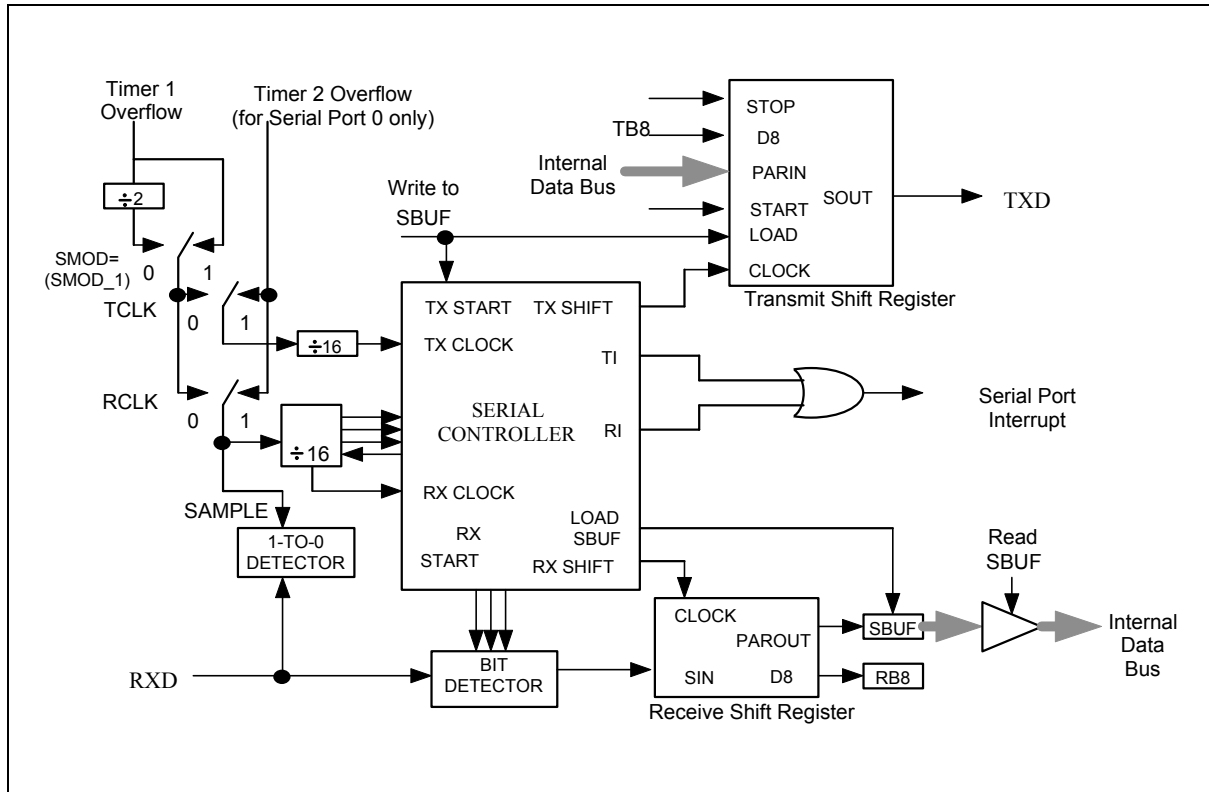 Timer 1
Overflow
Timer 2 Overflow
(for Serial Port 0 only)
÷2
SMOD=
(SMOD_1)
0
1
TCLK
0
1
÷16
RCLK
0
1
÷16
SAMPLE
1-TO-0
DETECTOR
RXD
BIT
DETECTOR
Write to
SBUF
TX START
TX SHIFT
TX CLOCK
TI
SERIAL
CONTROLLER
RI
RX CLOCK
LOAD
SBUF
RX
START
RX SHIFT
STOP
TB8
D8
Internal
Data Bus
PARIN
SOUT
START
LOAD
CLOCK
TXD
Transmit Shift Register
Serial Port
Interrupt
CLOCK
PAROUT
SIN
D8
Receive Shift Register
SBUF
RB8
Read
SBUF
Internal
Data
Bus